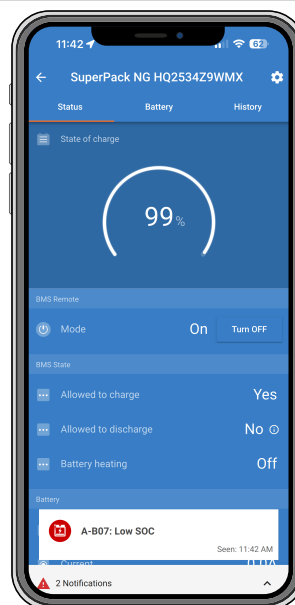 11:42
62
SuperPack NG HQ2534Z9WMX
Status Battery History
State of charge
99%
BMS Remote
Mode On Turn OFF
BMS State
Allowed to charge Yes
Allowed to discharge No
Battery heating Off
Battery
A-B07: Low SOC
Seen: 11:42 AM
Current 0.0A
2 Notifications